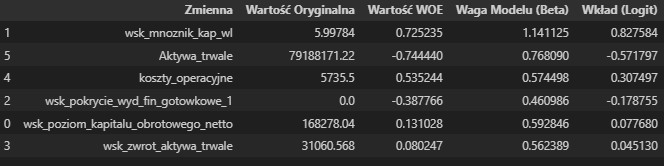 Zmienna Wartość Oryginalna Wartość WOE Waga Modelu (Beta) Wkład (Logit)
1 wsk_mnoznik_kap_wl 5.99784 0.725235 1.141125 0.827584
5 Aktywa_trwale 79188171.22 -0.744440 0.768090 -0.571797
4 koszty_operacyjne 5735.5 0.535244 0.574498 0.307497
2 wsk_pokrycie_wyd_fin_gotowkowe_1 0.0 -0.387766 0.460986 -0.178755
0 wsk_poziom_kapitalu_obrotowego_netto 168278.04 0.131028 0.592846 0.077680
3 wsk_zwrot_aktywa_trwale 31060.568 0.080247 0.562389 0.045130